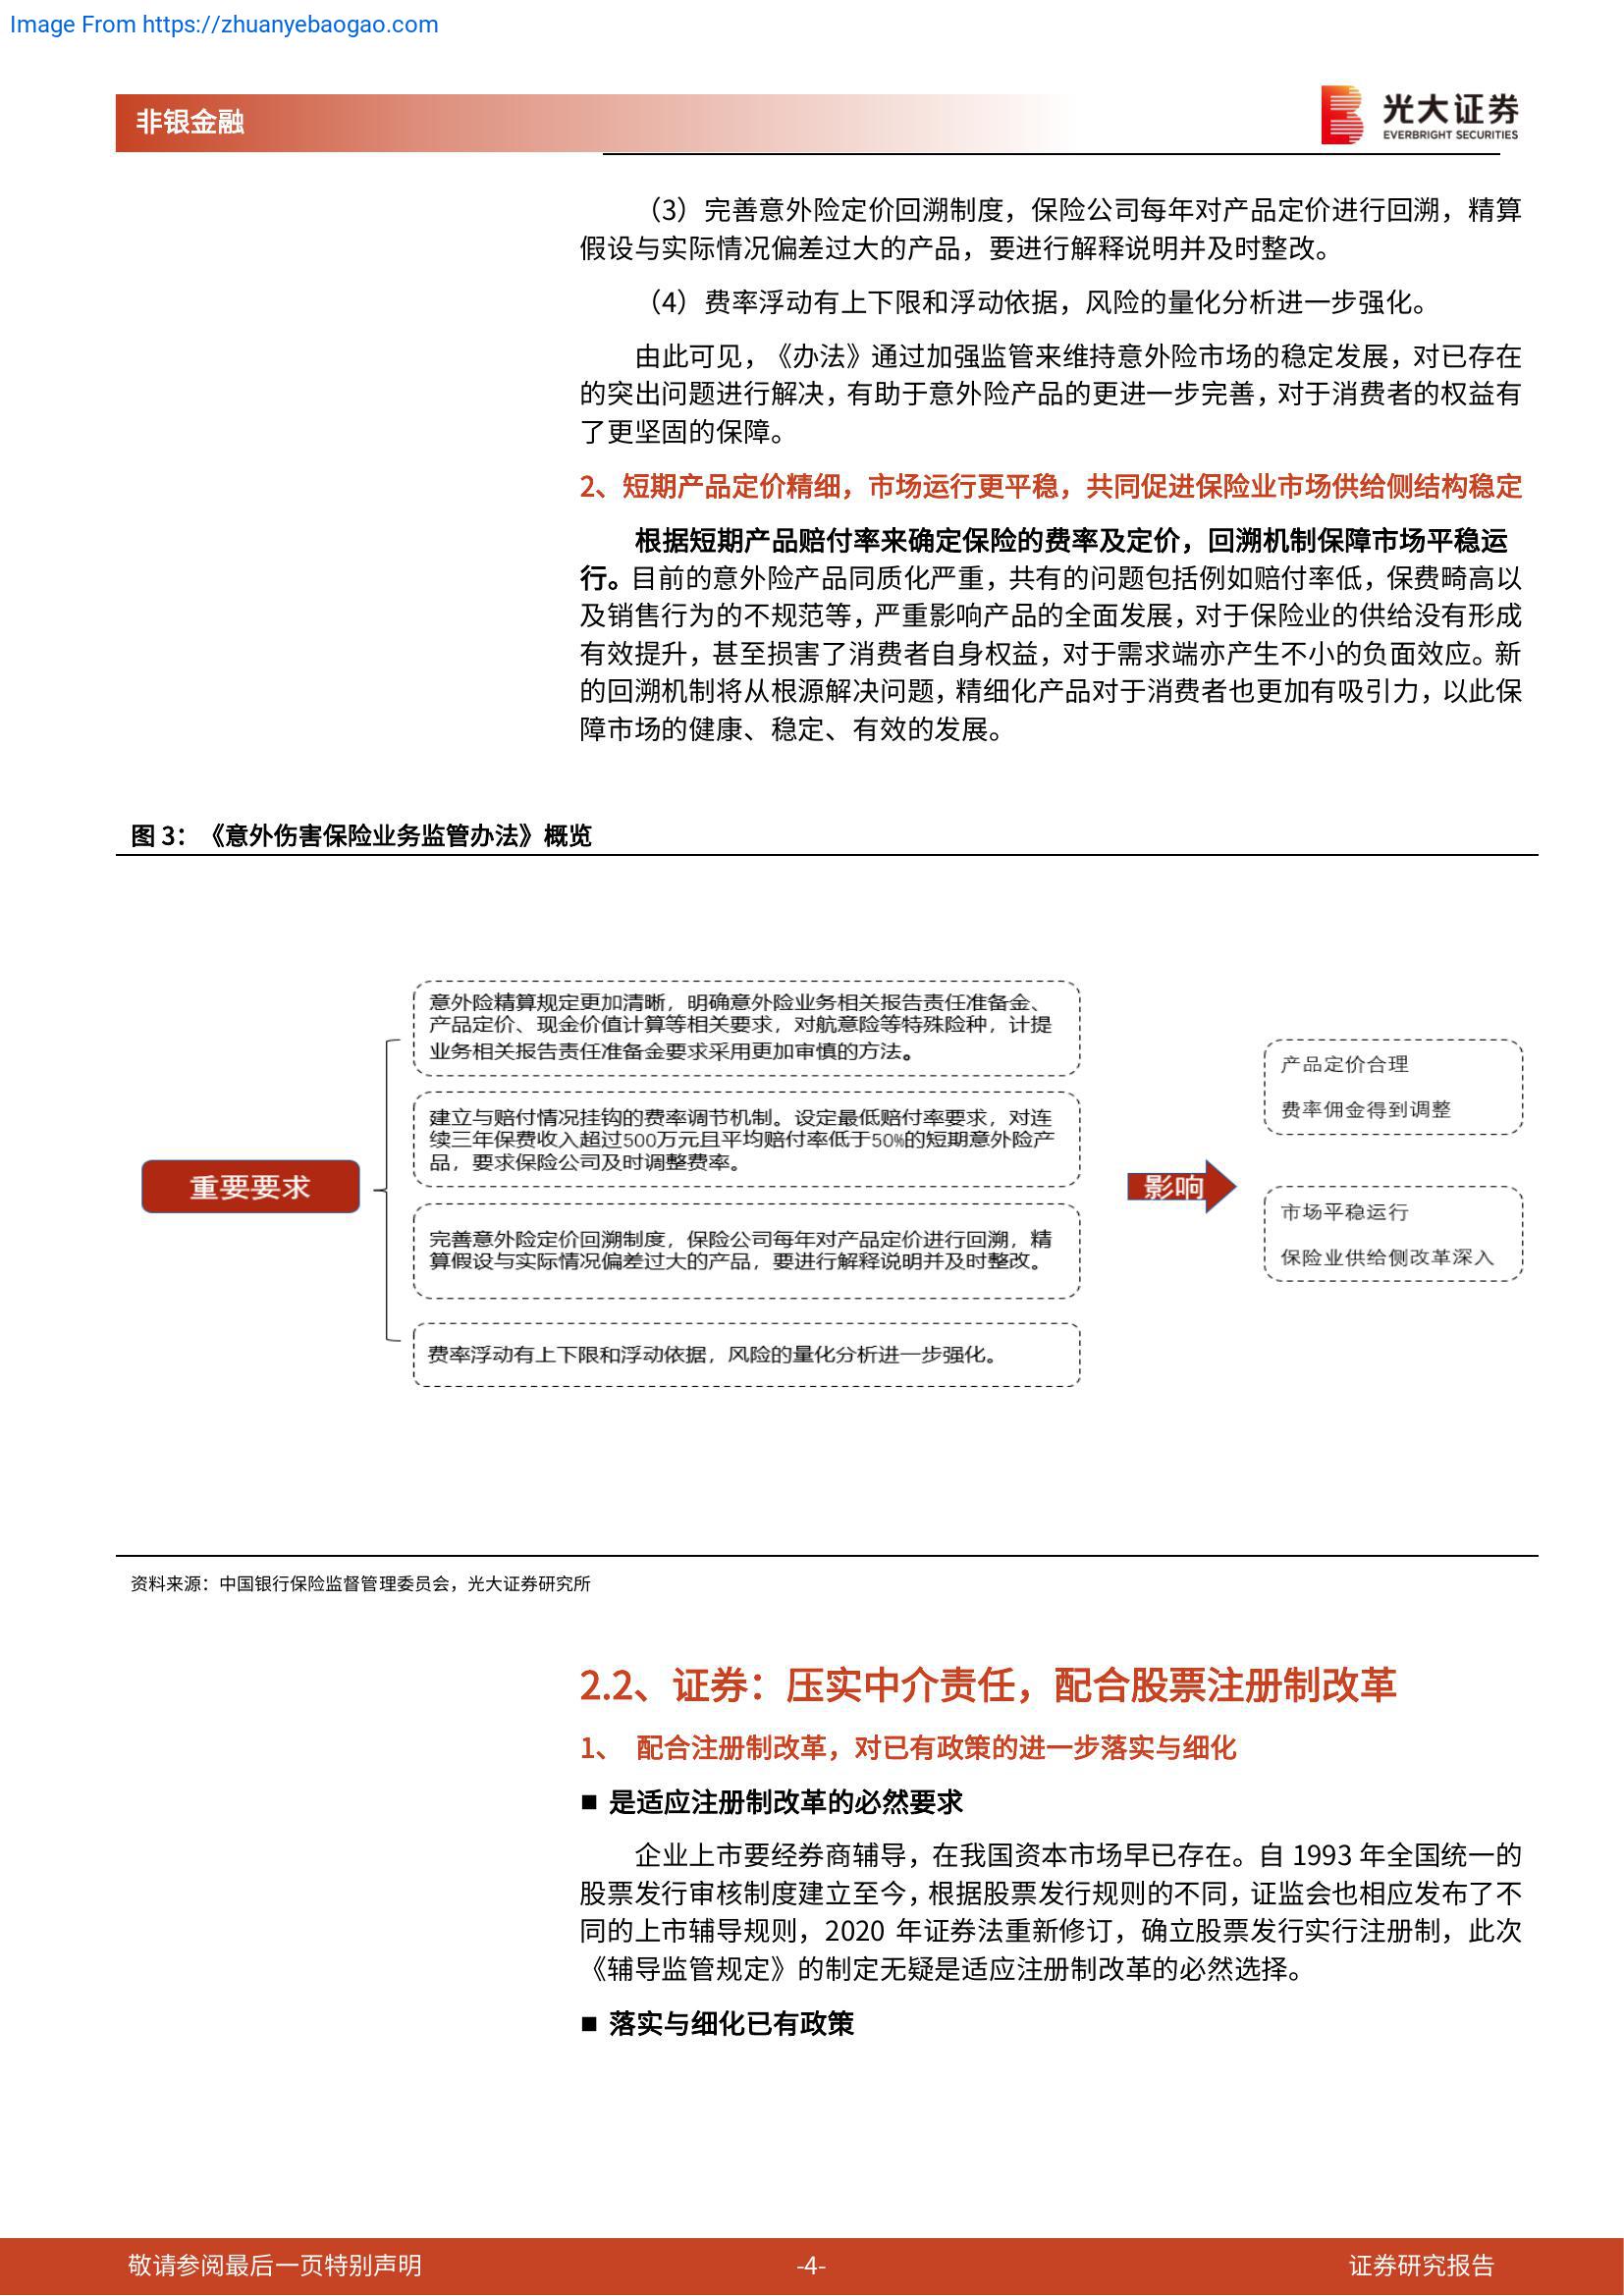 Image From https://zhuanyebaogao.com
非银金融
光大证券
EVERBRIGHT SECURITIES
（3）完善意外险定价回溯制度，保险公司每年对产品定价进行回溯，精算
假设与实际情况偏差过大的产品，要进行解释说明并及时整改。
（4）费率浮动有上下限和浮动依据，风险的量化分析进一步强化。
由此可见，《办法》通过加强监管来维持意外险市场的稳定发展，对已存在
的突出问题进行解决，有助于意外险产品的更进一步完善，对于消费者的权益有
了更坚固的保障。
2、短期产品定价精细，市场运行更平稳，共同促进保险业市场供给侧结构稳定
根据短期产品赔付率来确定保险的费率及定价，回溯机制保障市场平稳运
行。目前的意外险产品同质化严重，共有的问题包括例如赔付率低，保费畸高以
及销售行为的不规范等，严重影响产品的全面发展，对于保险业的供给没有形成
有效提升，甚至损害了消费者自身权益，对于需求端亦产生不小的负面效应。新
的回溯机制将从根源解决问题，精细化产品对于消费者也更加有吸引力，以此保
障市场的健康、稳定、有效的发展。
图 3：《意外伤害保险业务监管办法》概览
重要要求
意外险精算规定更加清晰，明确意外险业务相关报告责任准备金、
产品定价、现金价值计算等相关要求，对航意险等特殊险种，计提
业务相关报告责任准备金要求采用更加审慎的方法。
建立与赔付情况挂钩的费率调节机制。设定最低赔付率要求，对连
续三年保费收入超过500万元且平均赔付率低于50%的短期意外险产
品，要求保险公司及时调整费率。
完善意外险定价回溯制度，保险公司每年对产品定价进行回溯，精
算假设与实际情况偏差过大的产品，要进行解释说明并及时整改。
费率浮动有上下限和浮动依据，风险的量化分析进一步强化。
影响
产品定价合理
费率佣金得到调整
市场平稳运行
保险业供给侧改革深入
资料来源：中国银行保险监督管理委员会，光大证券研究所
2.2、证券：压实中介责任，配合股票注册制改革
1、 配合注册制改革，对已有政策的进一步落实与细化
■ 是适应注册制改革的必然要求
企业上市要经券商辅导，在我国资本市场早已存在。自 1993 年全国统一的
股票发行审核制度建立至今，根据股票发行规则的不同，证监会也相应发布了不
同的上市辅导规则，2020 年证券法重新修订，确立股票发行实行注册制，此次
《辅导监管规定》的制定无疑是适应注册制改革的必然选择。
■ 落实与细化已有政策
敬请参阅最后一页特别声明
-4-
证券研究报告